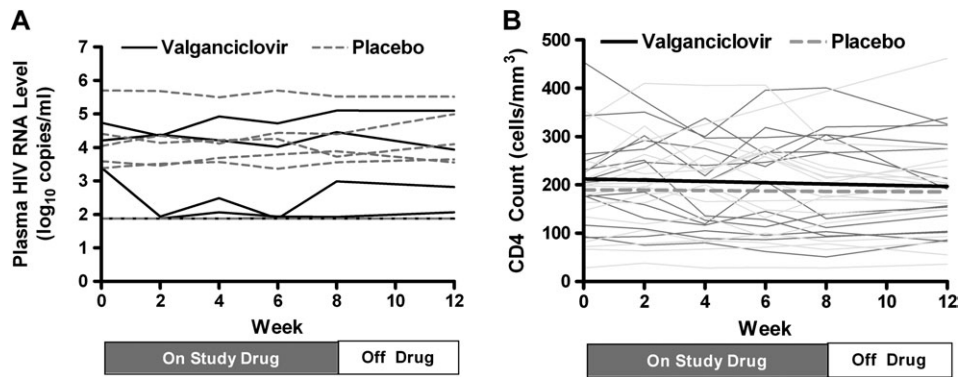 A
Plasma HIV RNA Level
(log10 copies/ml)
7
6
5
4
3
2
1
0
Valganciclovir
Placebo
0 2 4 6 8 10 12
Week
On Study Drug
Off Drug
B
CD4 Count (cells/mm3)
500
400
300
200
100
0
Valganciclovir
Placebo
0 2 4 6 8 10 12
Week
On Study Drug
Off Drug